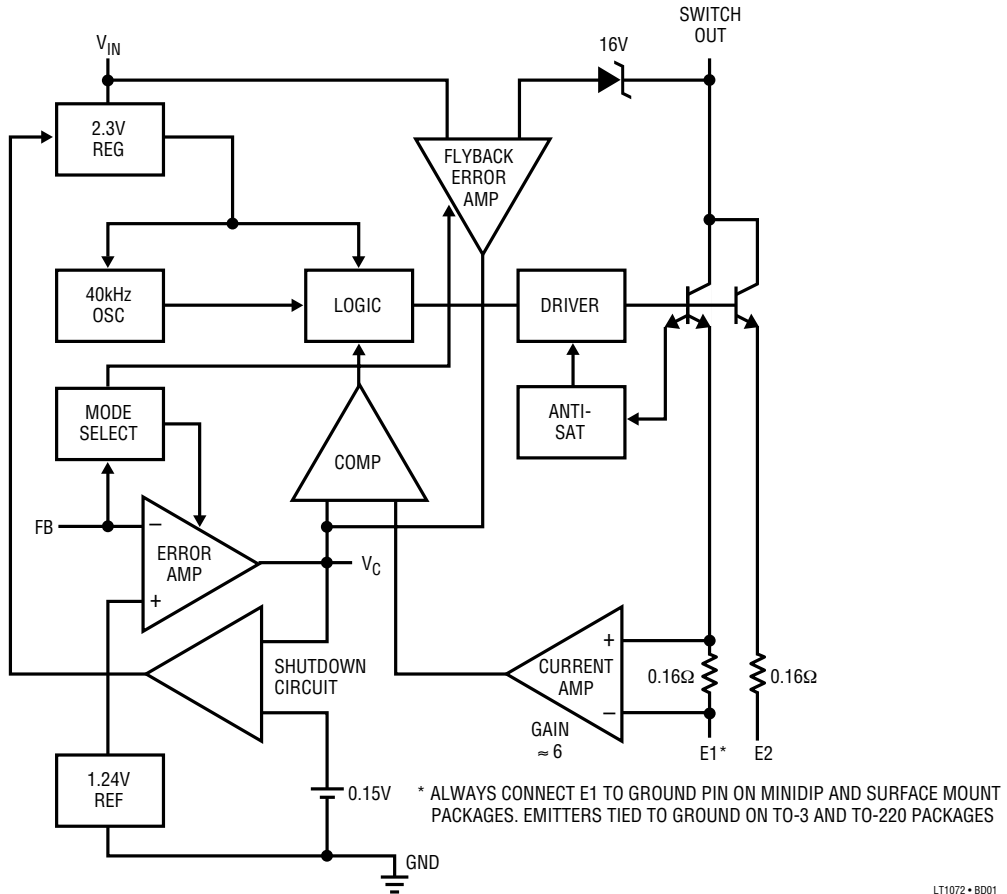 SWITCH
OUT
16V
V_IN
2.3V
REG
FLYBACK
ERROR
AMP
40kHz
OSC
LOGIC
DRIVER
MODE
SELECT
ANTI-
SAT
COMP
FB
−
ERROR
AMP
+
V_C
SHUTDOWN
CIRCUIT
+
CURRENT
AMP
−
GAIN
≈ 6
0.16Ω
0.16Ω
E1*
E2
1.24V
REF
0.15V
GND
* ALWAYS CONNECT E1 TO GROUND PIN ON MINIDIP AND SURFACE MOUNT
PACKAGES. EMITTERS TIED TO GROUND ON TO-3 AND TO-220 PACKAGES
LT1072 • BD01